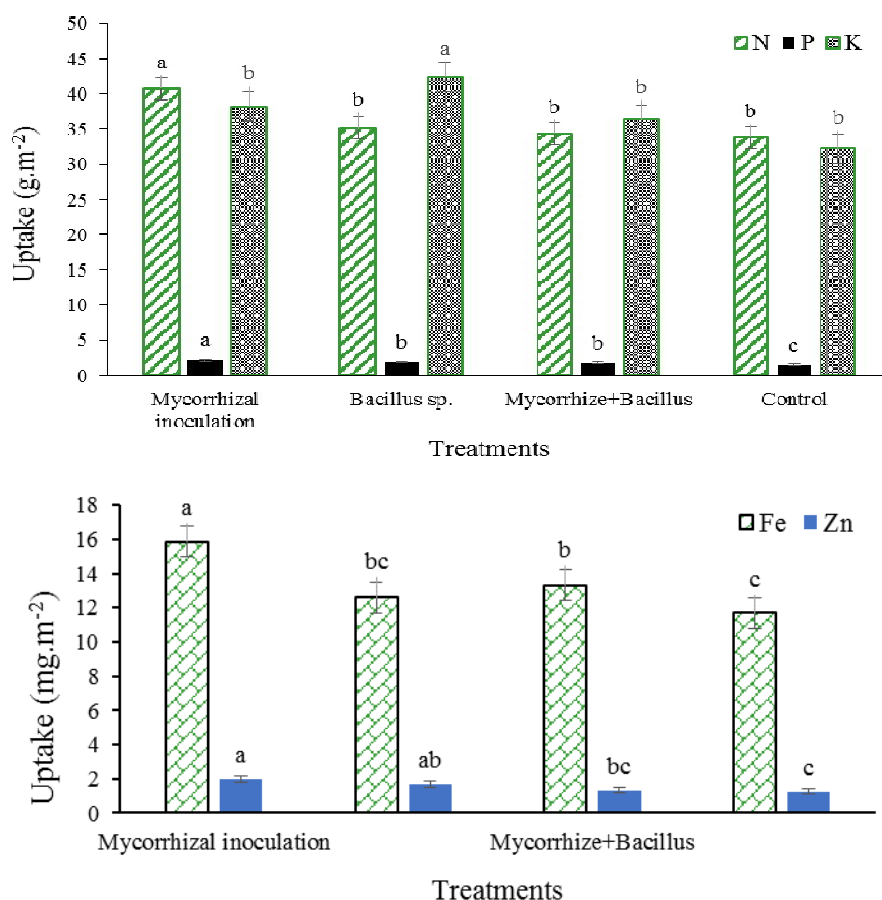 50
45
40
35
30
25
20
15
10
5
0
Uptake (g.m-2)
N P K
a b
b a
b b
b b
a
b
b
c
Mycorrhizal
inoculation
Bacillus sp.
Mycorrhize+Bacillus
Control
Treatments
18
16
14
12
10
8
6
4
2
0
Uptake (mg.m-2)
Fe Zn
a
bc
b
c
a
ab
bc
c
Mycorrhizal inoculation
Mycorrhize+Bacillus
Treatments